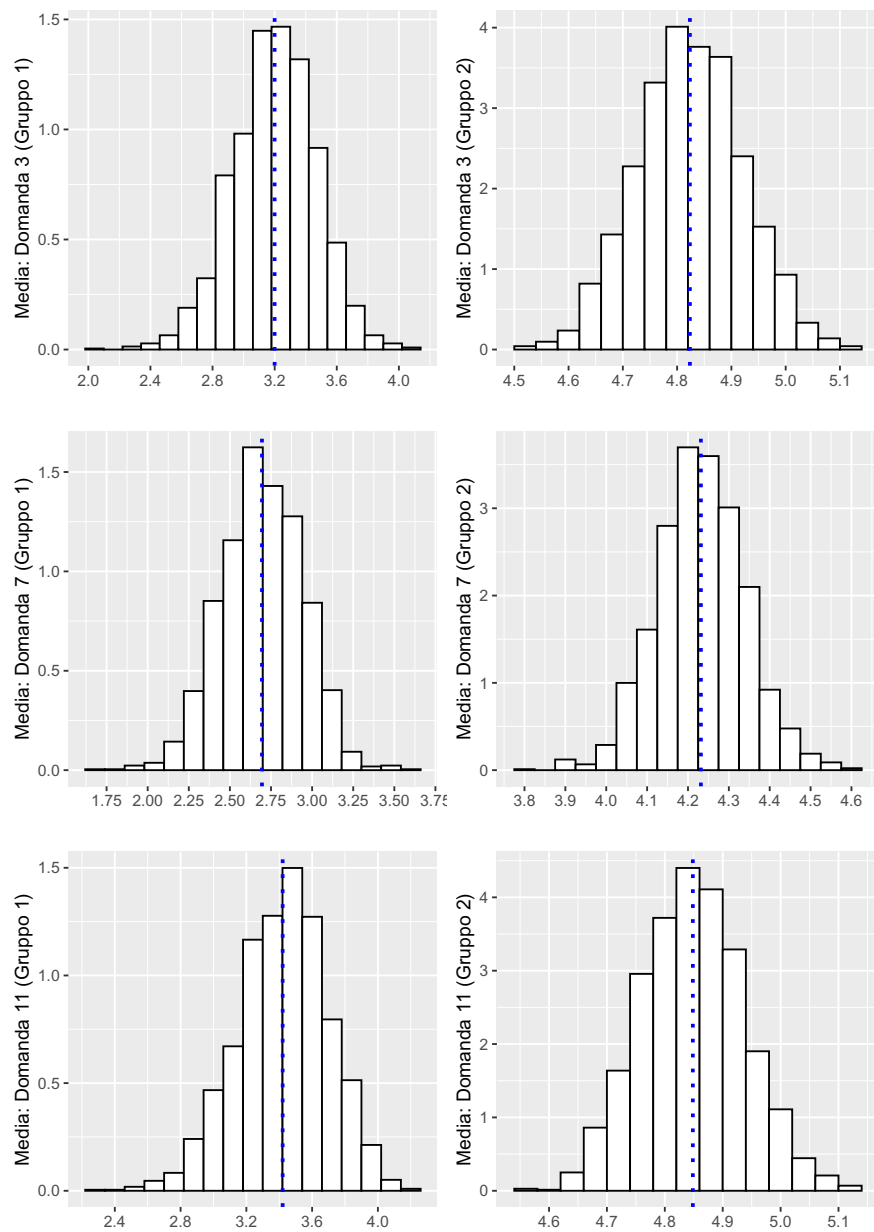 Media: Domanda 3 (Gruppo 1)
1.5
1.0
0.5
0.0
2.0 2.4 2.8 3.2 3.6 4.0
Media: Domanda 3 (Gruppo 2)
4
3
2
1
0
4.5 4.6 4.7 4.8 4.9 5.0 5.1
Media: Domanda 7 (Gruppo 1)
1.5
1.0
0.5
0.0
1.75 2.00 2.25 2.50 2.75 3.00 3.25 3.50 3.75
Media: Domanda 7 (Gruppo 2)
3
2
1
0
3.8 3.9 4.0 4.1 4.2 4.3 4.4 4.5 4.6
Media: Domanda 11 (Gruppo 1)
1.5
1.0
0.5
0.0
2.4 2.8 3.2 3.6 4.0
Media: Domanda 11 (Gruppo 2)
4
3
2
1
0
4.6 4.7 4.8 4.9 5.0 5.1